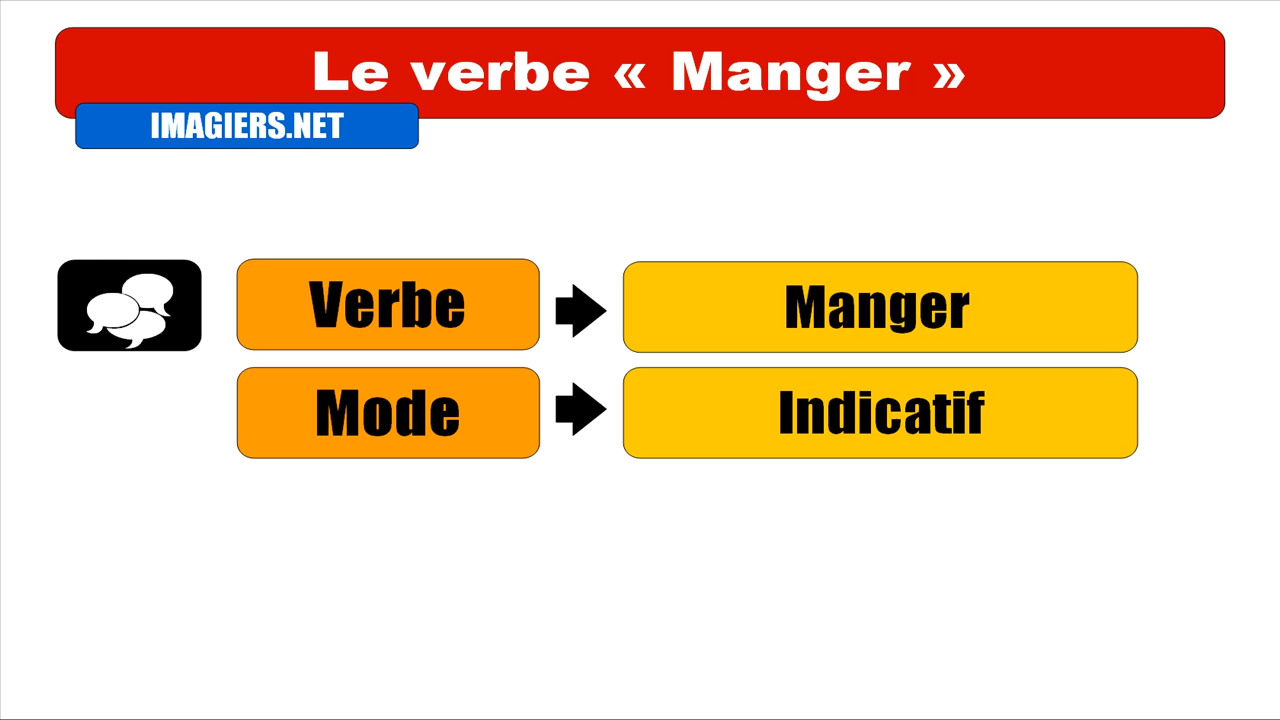 Le verbe « Manger »
IMAGIERS.NET
Verbe
Manger
Mode
Indicatif